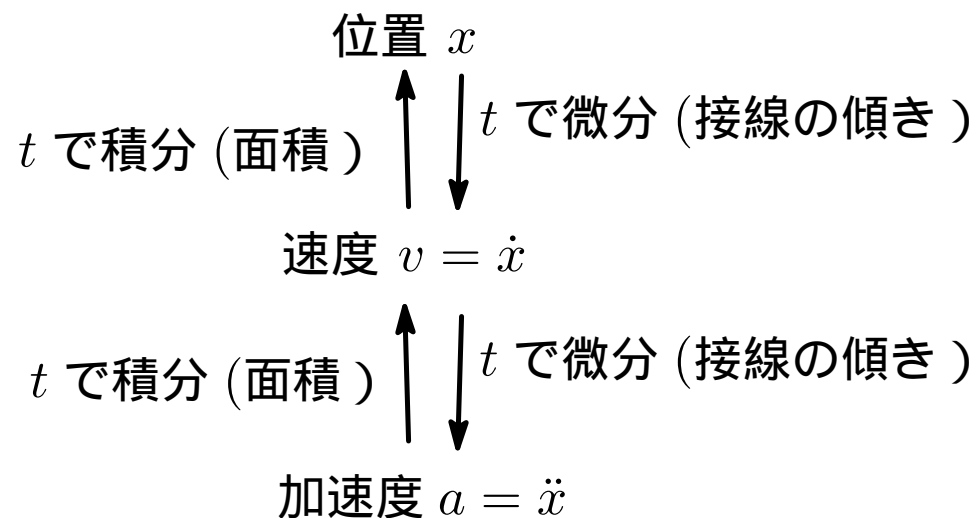 位置 x
t で微分 (接線の傾き )
t で積分 (面積 )
速度 v = ẋ
t で微分 (接線の傾き )
t で積分 (面積 )
加速度 a = ẍ